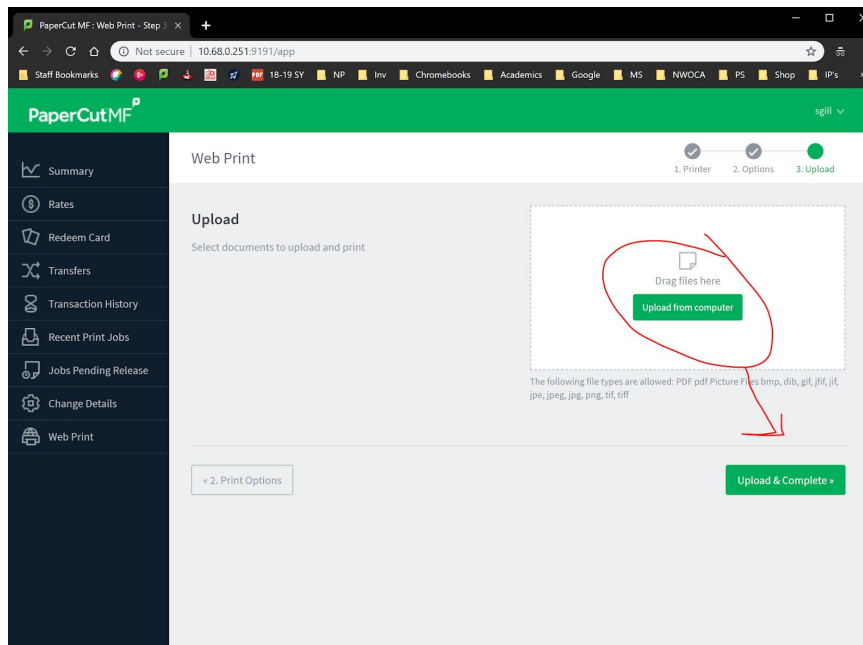 PaperCut MF : Web Print - Step 3
Not secure | 10.68.0.251:9191/app
Staff Bookmarks 18-19 SY NP Inv Chromebooks Academics Google MS NWOCA PS Shop IP's
PaperCutMF
sgill
Web Print
1. Printer 2. Options 3. Upload
Summary
Rates
Redeem Card
Transfers
Transaction History
Recent Print Jobs
Jobs Pending Release
Change Details
Web Print
Upload
Select documents to upload and print
Drag files here
Upload from computer
The following file types are allowed: PDF pdf Picture Files bmp, dib, gif, jfif, jif,
jpe, jpeg, jpg, png, tif, tiff
« 2. Print Options
Upload & Complete »